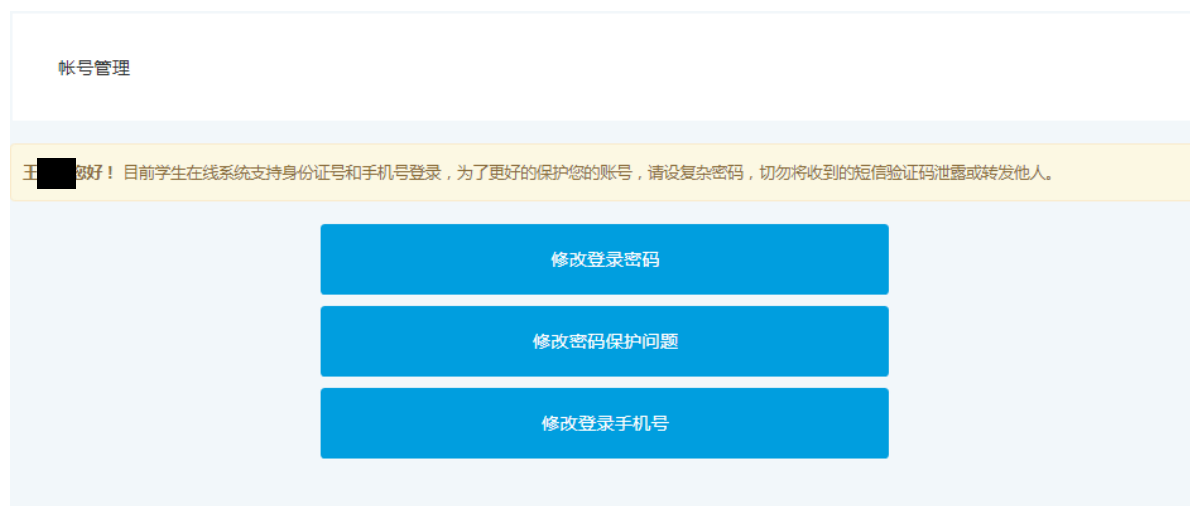 帐号管理
王 您好！目前学生在线系统支持身份证号和手机号登录，为了更好的保护您的账号，请设复杂密码，切勿将收到的短信验证码泄露或转发他人。
修改登录密码
修改密码保护问题
修改登录手机号